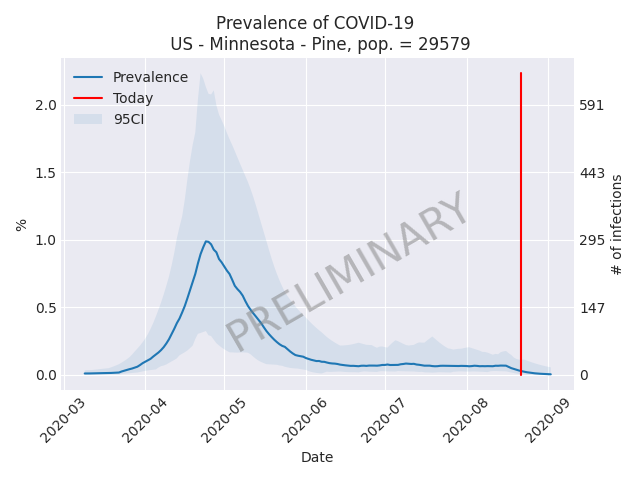 Prevalence of COVID-19
US - Minnesota - Pine, pop. = 29579
Prevalence
Today
95CI
2.0
1.5
1.0
0.5
0.0
%
591
443
295
147
0
# of infections
PRELIMINARY
2020-03
2020-04
2020-05
2020-06
2020-07
2020-08
2020-09
Date